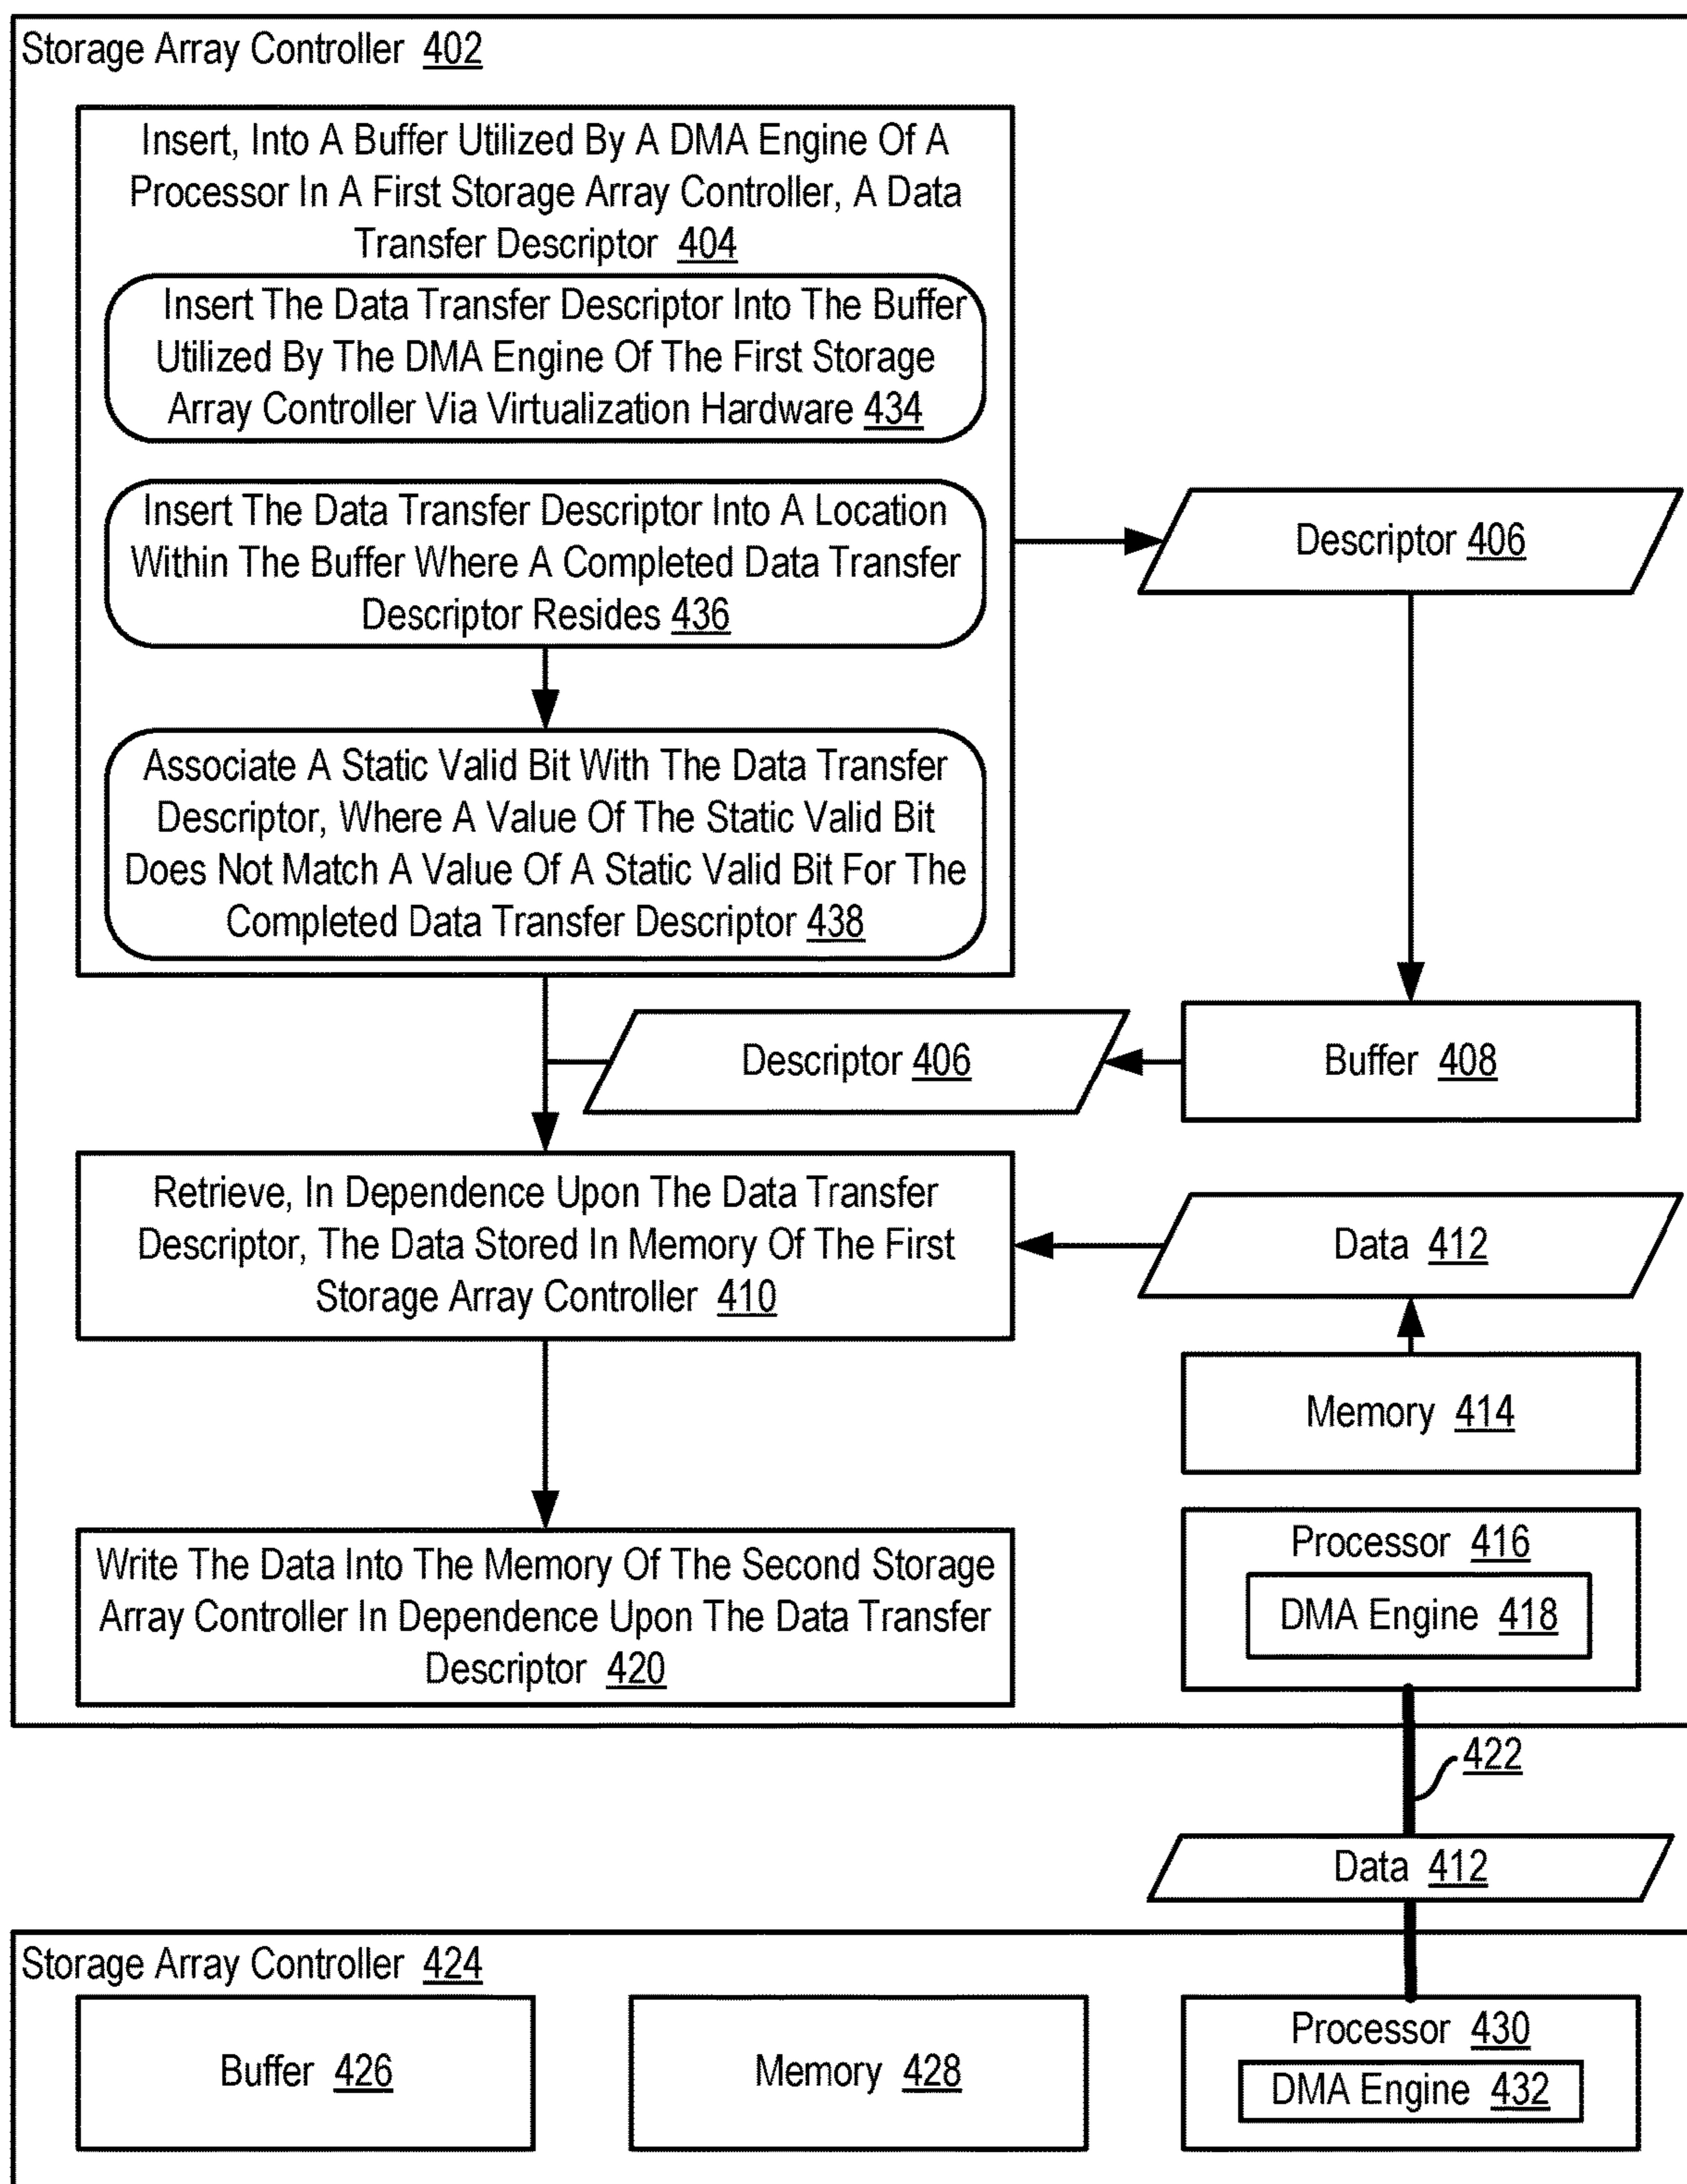 Storage Array Controller 402
Insert, Into A Buffer Utilized By A DMA Engine Of A
Processor In A First Storage Array Controller, A Data
Transfer Descriptor 404
Insert The Data Transfer Descriptor Into The Buffer
Utilized By The DMA Engine Of The First Storage
Array Controller Via Virtualization Hardware 434
Insert The Data Transfer Descriptor Into A Location
Within The Buffer Where A Completed Data Transfer
Descriptor Resides 436
Descriptor 406
Associate A Static Valid Bit With The Data Transfer
Descriptor, Where A Value Of The Static Valid Bit
Does Not Match A Value Of A Static Valid Bit For The
Completed Data Transfer Descriptor 438
Descriptor 406
Buffer 408
Retrieve, In Dependence Upon The Data Transfer
Descriptor, The Data Stored In Memory Of The First
Storage Array Controller 410
Data 412
Memory 414
Write The Data Into The Memory Of The Second Storage
Array Controller In Dependence Upon The Data Transfer
Descriptor 420
Processor 416
DMA Engine 418
422
Data 412
Storage Array Controller 424
Buffer 426
Memory 428
Processor 430
DMA Engine 432